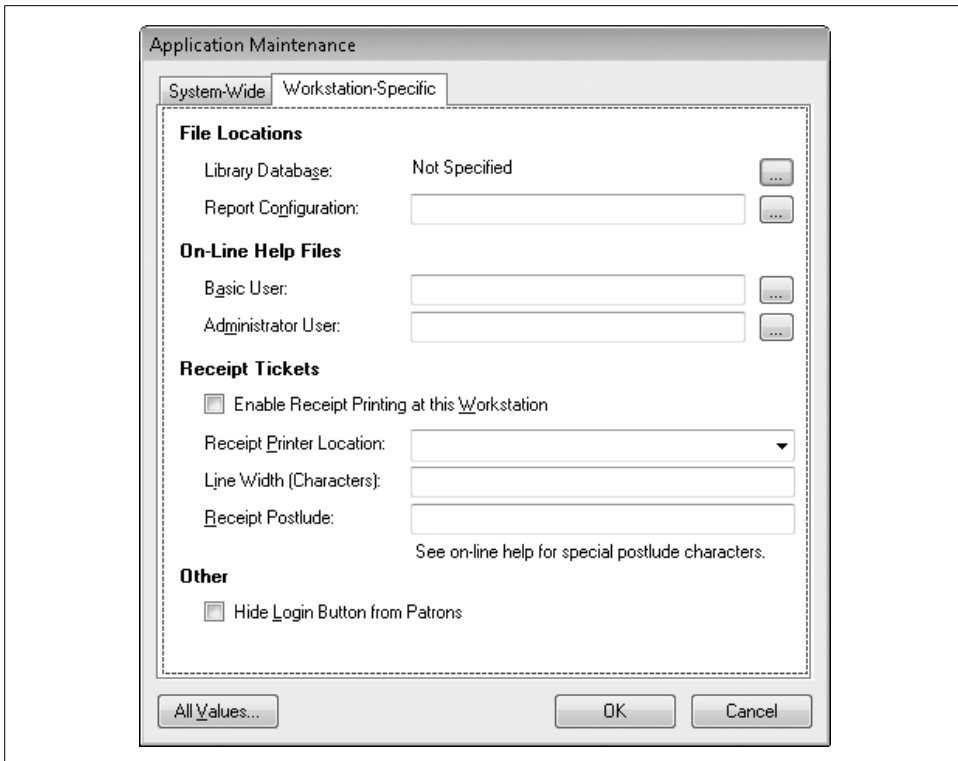 Application Maintenance
System-Wide Workstation-Specific
File Locations
Library Database: Not Specified ...
Report Configuration: ...
On-Line Help Files
Basic User: ...
Administrator User: ...
Receipt Tickets
Enable Receipt Printing at this Workstation
Receipt Printer Location:
Line Width (Characters):
Receipt Postlude:
See on-line help for special postlude characters.
Other
Hide Login Button from Patrons
All Values... OK Cancel